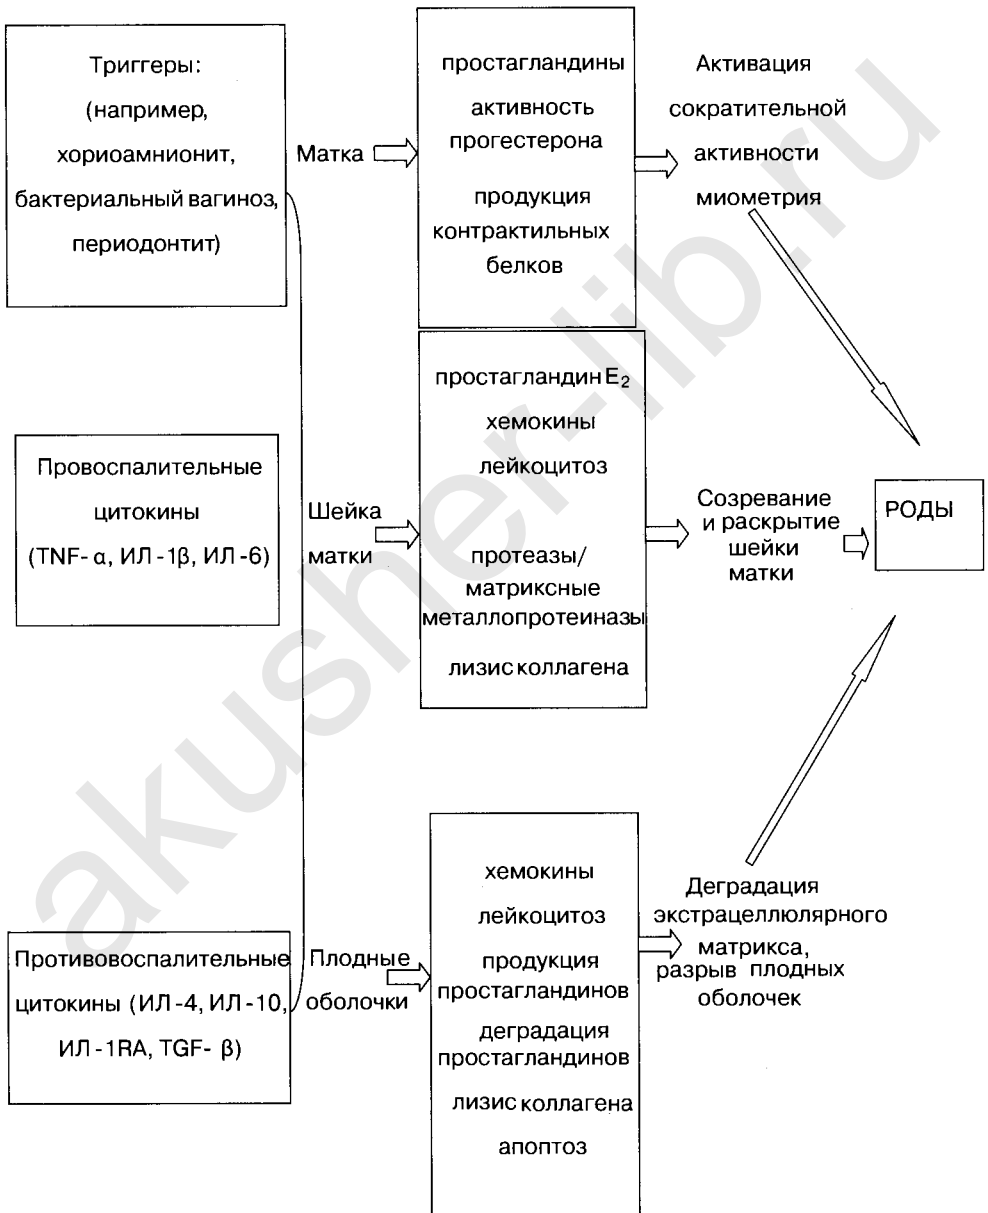 Триггеры:
(например,
хориоамнионит,
бактериальный вагиноз,
периодонтит)
Матка
простагландины
активность
прогестерона
продукция
контрактильных
белков
Активация
сократительной
активности
миометрия
Провоспалительные
цитокины
(TNF- α, ИЛ -1β, ИЛ -6)
Шейка
матки
простагландин E₂
хемокины
лейкоцитоз
протеазы/
матриксные
металлопротеиназы
лизис коллагена
Созревание
и раскрытие
шейки
матки
РОДЫ
Противовоспалительные
цитокины (ИЛ -4, ИЛ -10,
ИЛ -1RA, TGF- β)
Плодные
оболочки
хемокины
лейкоцитоз
продукция
простагландинов
деградация
простагландинов
лизис коллагена
апоптоз
Деградация
экстрацеллюлярного
матрикса,
разрыв плодных
оболочек
akusher-lib.ru